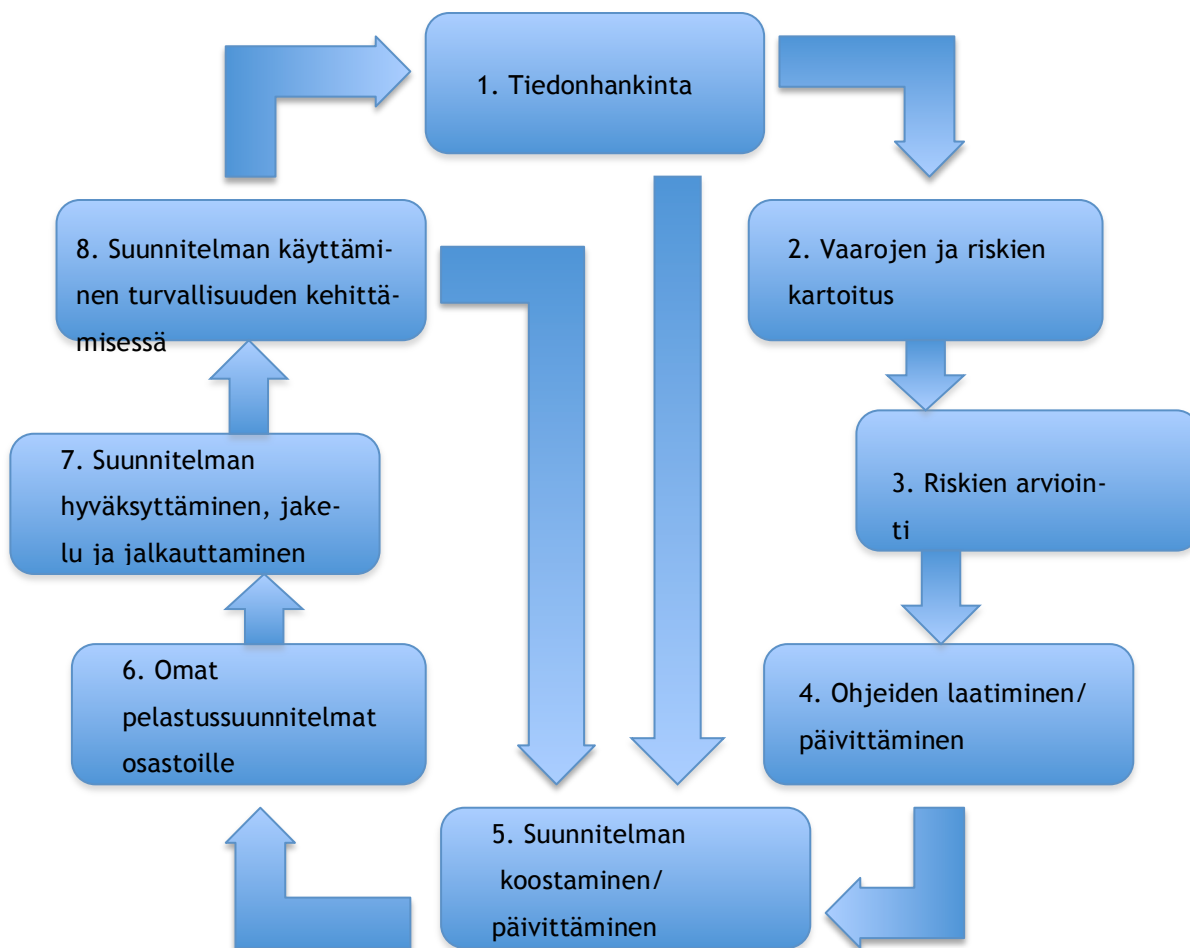 1. Tiedonhankinta
2. Vaarojen ja riskien
kartoitus
3. Riskien arvioin-
ti
4. Ohjeiden laatiminen/
päivittäminen
5. Suunnitelman
koostaminen/
päivittäminen
6. Omat
pelastussuunnitelmat
osastoille
7. Suunnitelman
hyväksyttäminen, jake-
lu ja jalkauttaminen
8. Suunnitelman käyttämi-
nen turvallisuuden kehittä-
misessä